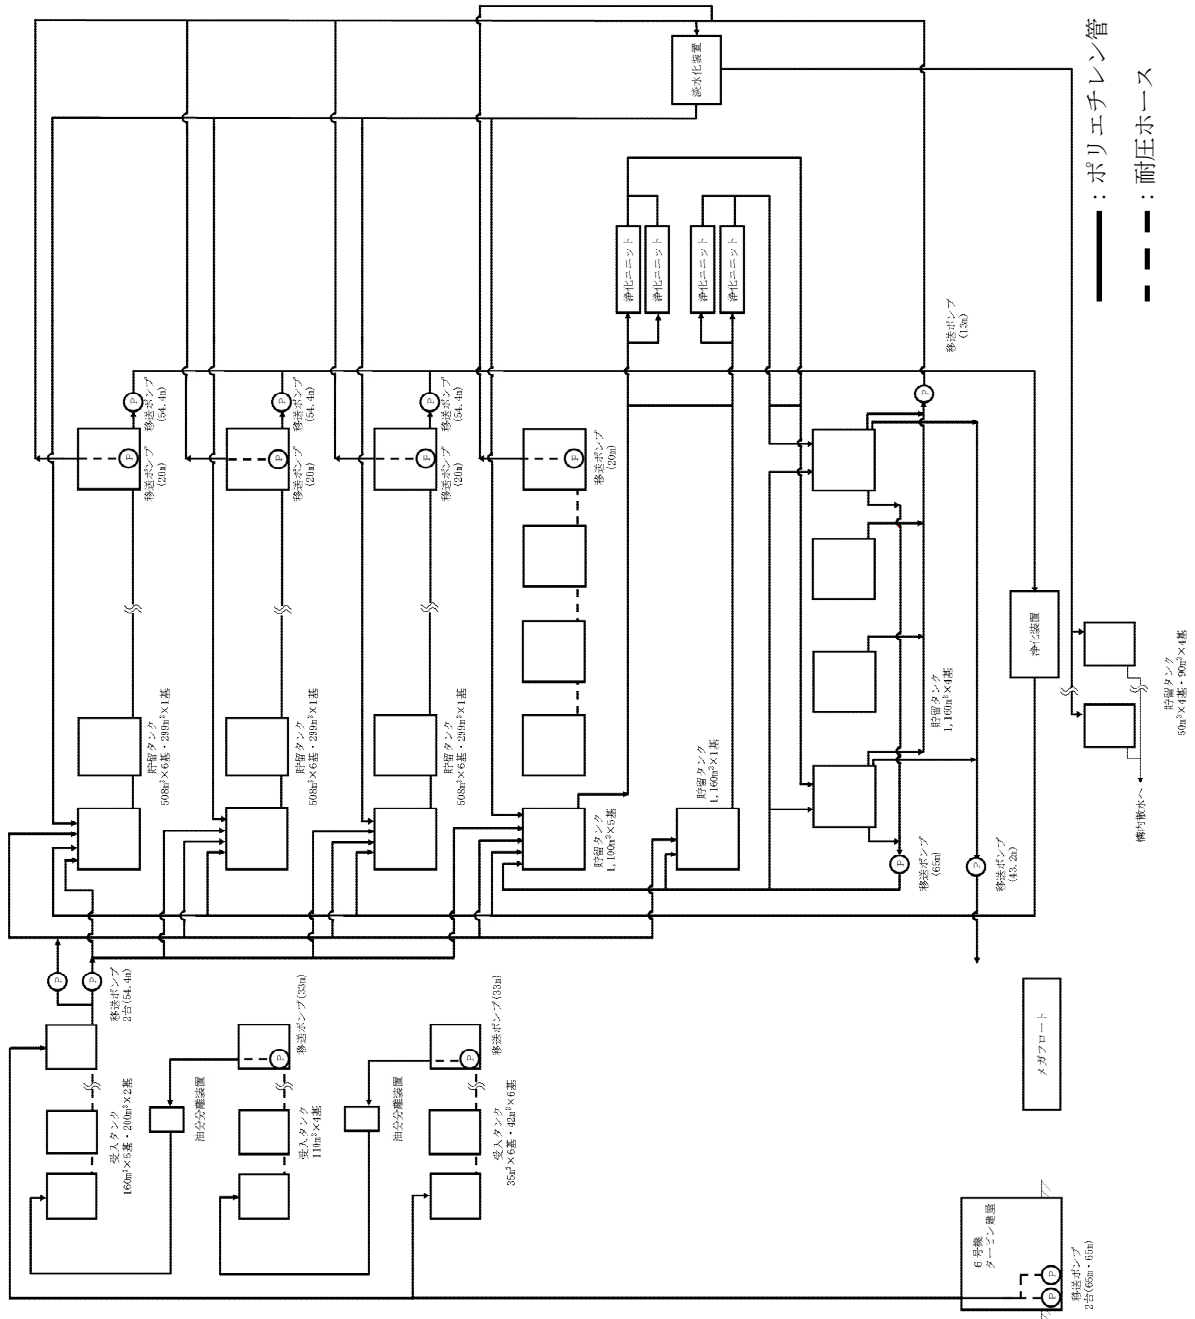 淡水化装置
：ポリエチレン管
：耐圧ホース
浄化ユニット
浄化ユニット
浄化ユニット
浄化ユニット
移送ポンプ
(13m)
P
移送ポンプ
(54.4m)
P
移送ポンプ
(54.4m)
P
移送ポンプ
(54.4m)
P
P
移送ポンプ
(20m)
P
移送ポンプ
(20m)
P
移送ポンプ
(20m)
P
移送ポンプ
(20m)
貯留タンク
508m³×6基・299m³×1基
貯留タンク
508m³×6基・299m³×1基
貯留タンク
508m³×6基・299m³×1基
貯留タンク
1,100m³×5基
貯留タンク
1,160m³×1基
貯留タンク
1,160m³×4基
浄化装置
貯留タンク
50m³×4基・90m³×4基
構内散水へ
P
移送ポンプ
(65m)
P
移送ポンプ
(43.2m)
P
P
移送ポンプ
2台(54.4m)
受入タンク
160m³×5基・200m³×2基
油分分離装置
P
移送ポンプ(33m)
受入タンク
110m³×4基
油分分離装置
P
移送ポンプ(33m)
受入タンク
35m³×6基・42m³×6基
メガフロート
6号機
タービン建屋
P
P
移送ポンプ
2台(65m・65m)